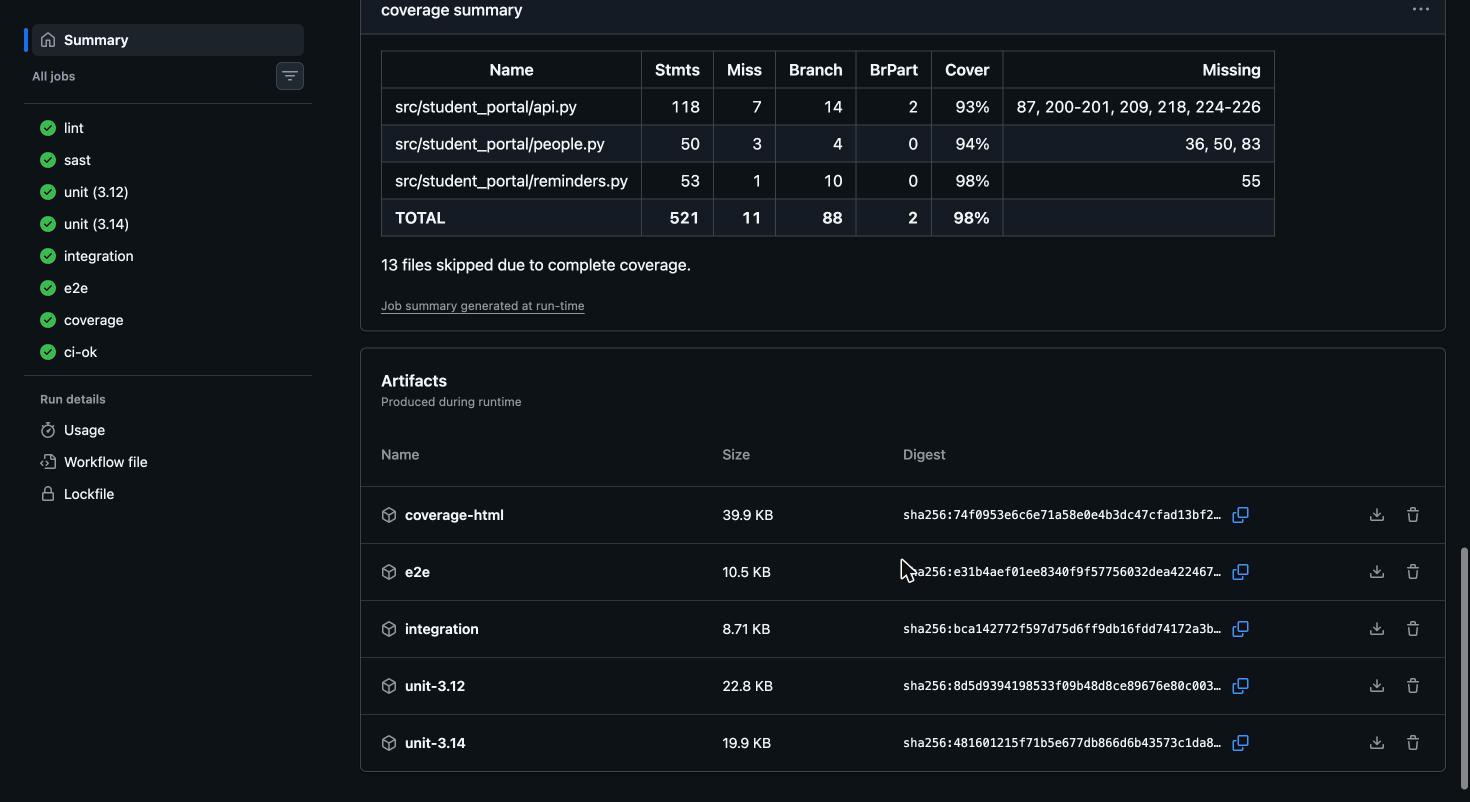 Summary
All jobs
lint
sast
unit (3.12)
unit (3.14)
integration
e2e
coverage
ci-ok
Run details
Usage
Workflow file
Lockfile
coverage summary
Name Stmts Miss Branch BrPart Cover Missing
src/student_portal/api.py 118 7 14 2 93% 87, 200-201, 209, 218, 224-226
src/student_portal/people.py 50 3 4 0 94% 36, 50, 83
src/student_portal/reminders.py 53 1 10 0 98% 55
TOTAL 521 11 88 2 98%
13 files skipped due to complete coverage.
Job summary generated at run-time
Artifacts
Produced during runtime
Name Size Digest
coverage-html 39.9 KB sha256:74f0953e6c6e71a58e0e4b3dc47cfad13bf2…
e2e 10.5 KB a256:e31b4aef01ee8340f9f57756032dea422467…
integration 8.71 KB sha256:bca142772f597d75d6ff9db16fdd74172a3b…
unit-3.12 22.8 KB sha256:8d5d9394198533f09b48d8ce89676e80c003…
unit-3.14 19.9 KB sha256:481601215f71b5e677db866d6b43573c1da8…